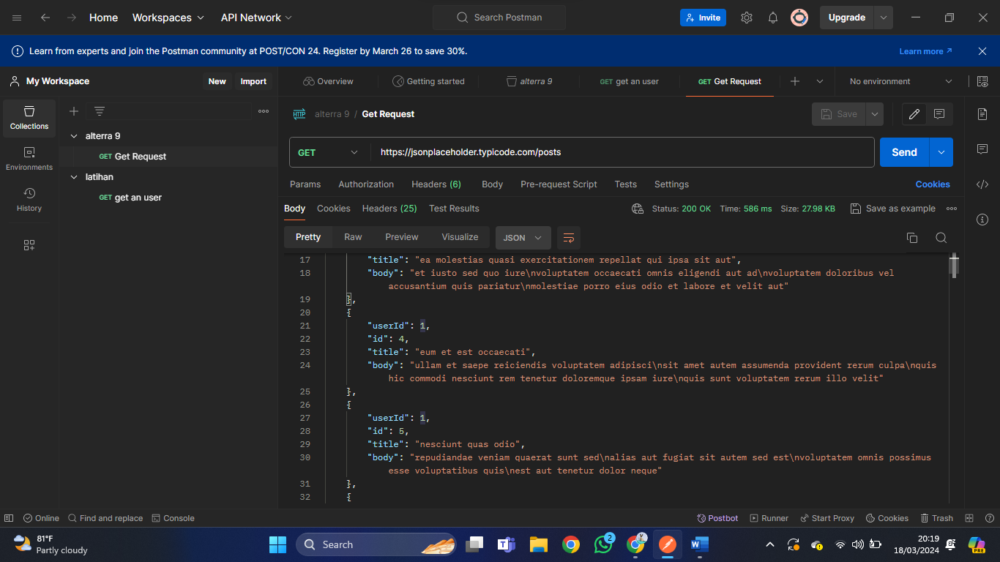 Home
Workspaces
API Network
Search Postman
Invite
Upgrade
Learn from experts and join the Postman community at POST/CON 24. Register by March 26 to save 30%.
Learn more
My Workspace
New
Import
Overview
Getting started
alterra 9
GET get an user
GET Get Request
No environment
Collections
Environments
History
alterra 9
GET Get Request
latihan
GET get an user
HTTP alterra 9 / Get Request
Save
GET
https://jsonplaceholder.typicode.com/posts
Send
Params
Authorization
Headers (6)
Body
Pre-request Script
Tests
Settings
Cookies
Body
Cookies
Headers (25)
Test Results
Status: 200 OK
Time: 586 ms
Size: 27.98 KB
Save as example
Pretty
Raw
Preview
Visualize
JSON
17 "title": "ea molestias quasi exercitationem repellat qui ipsa sit aut",
18 "body": "et iusto sed quo iure\nvoluptatem occaecati omnis eligendi aut ad\nvoluptatem doloribus vel
accusantium quis pariatur\nmolestiae porro eius odio et labore et velit aut"
19 },
20 {
21 "userId": 1,
22 "id": 4,
23 "title": "eum et est occaecati",
24 "body": "ullam et saepe reiciendis voluptatem adipisci\nsit amet autem assumenda provident rerum culpa\nquis
hic commodi nesciunt rem tenetur doloremque ipsam iure\nquis sunt voluptatem rerum illo velit"
25 },
26 {
27 "userId": 1,
28 "id": 5,
29 "title": "nesciunt quas odio",
30 "body": "repudiandae veniam quaerat sunt sed\nalias aut fugiat sit autem sed est\nvoluptatem omnis possimus
esse voluptatibus quis\nest aut tenetur dolor neque"
31 },
32 {
Online
Find and replace
Console
Postbot
Runner
Start Proxy
Cookies
Trash
81°F
Partly cloudy
Search
2
20:19
18/03/2024
PRE